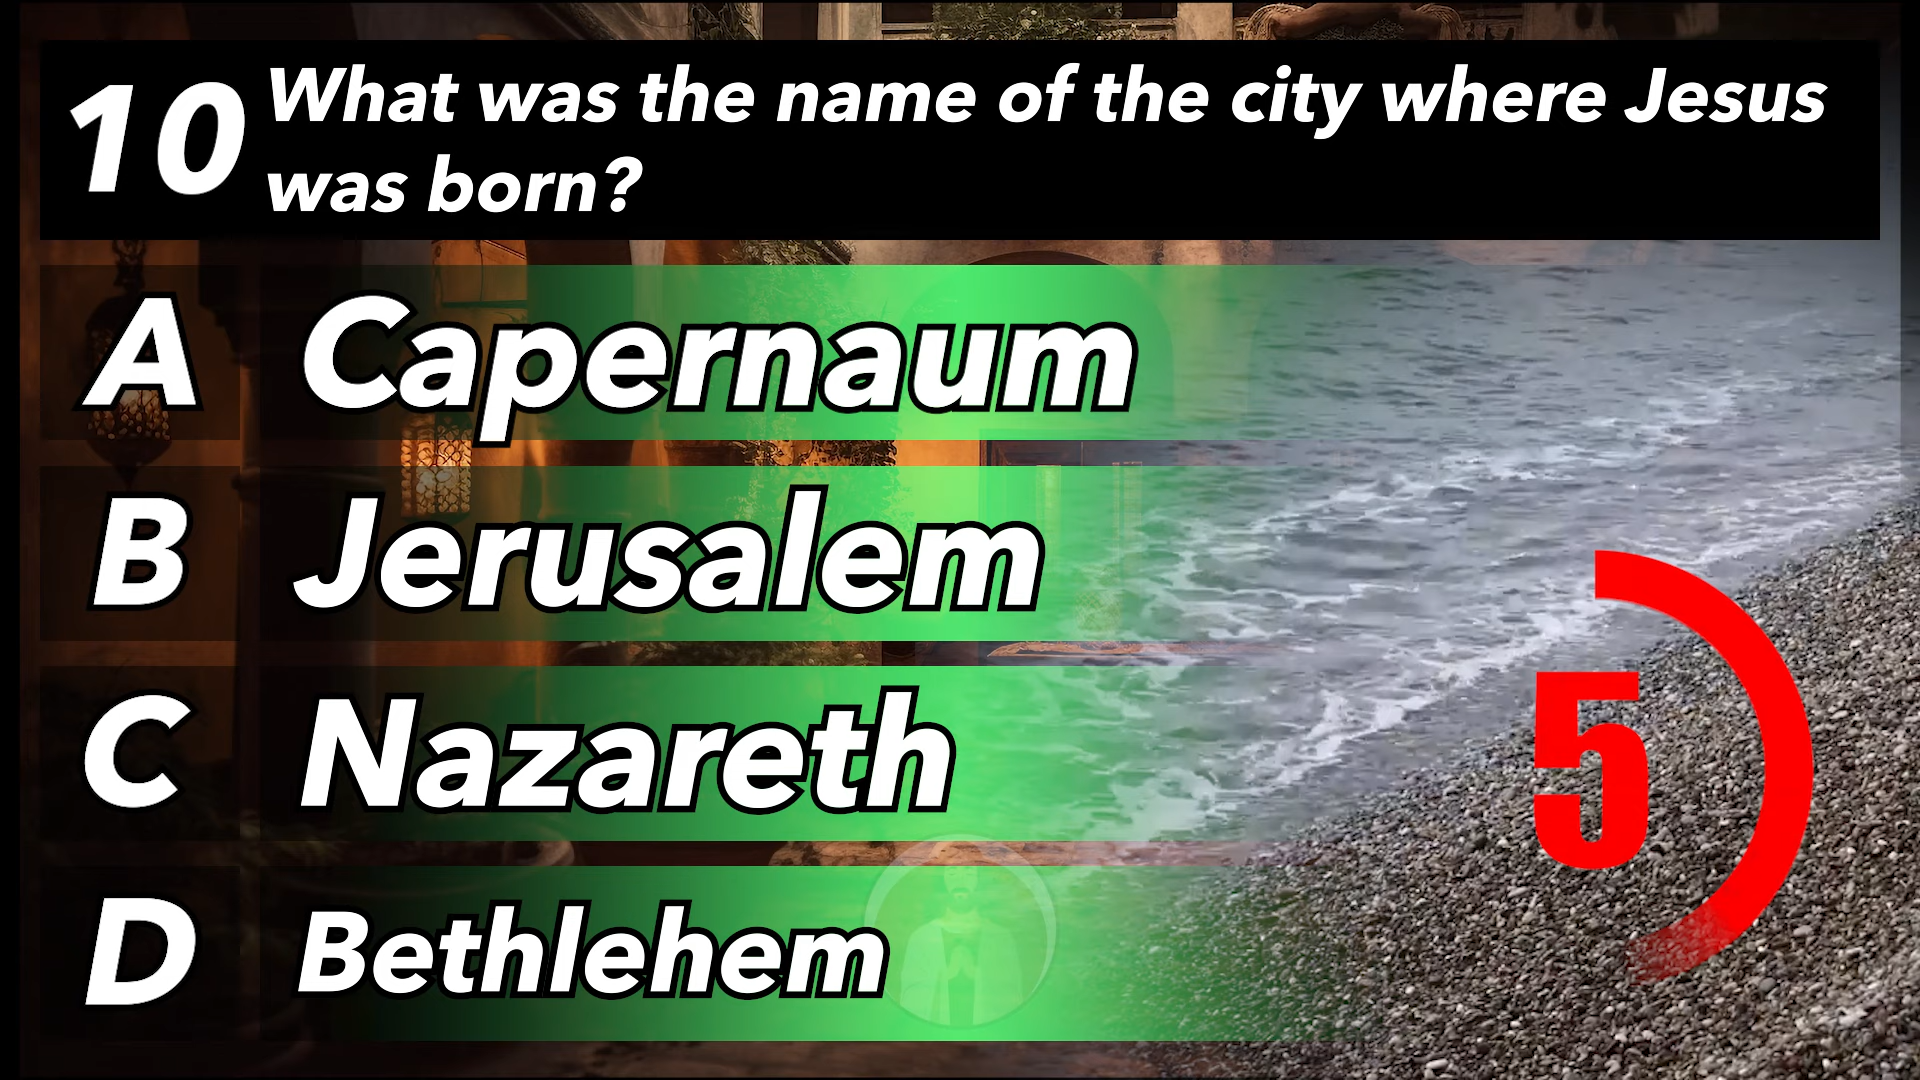 10
What was the name of the city where Jesus
was born?
A Capernaum
B Jerusalem
C Nazareth
D Bethlehem
5